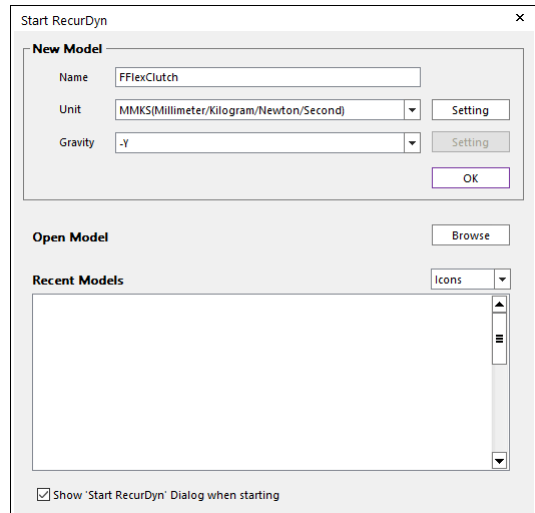 Start RecurDyn
New Model
Name FFlexClutch
Unit MMKS(Millimeter/Kilogram/Newton/Second) Setting
Gravity -Y Setting
OK
Open Model Browse
Recent Models Icons
Show 'Start RecurDyn' Dialog when starting